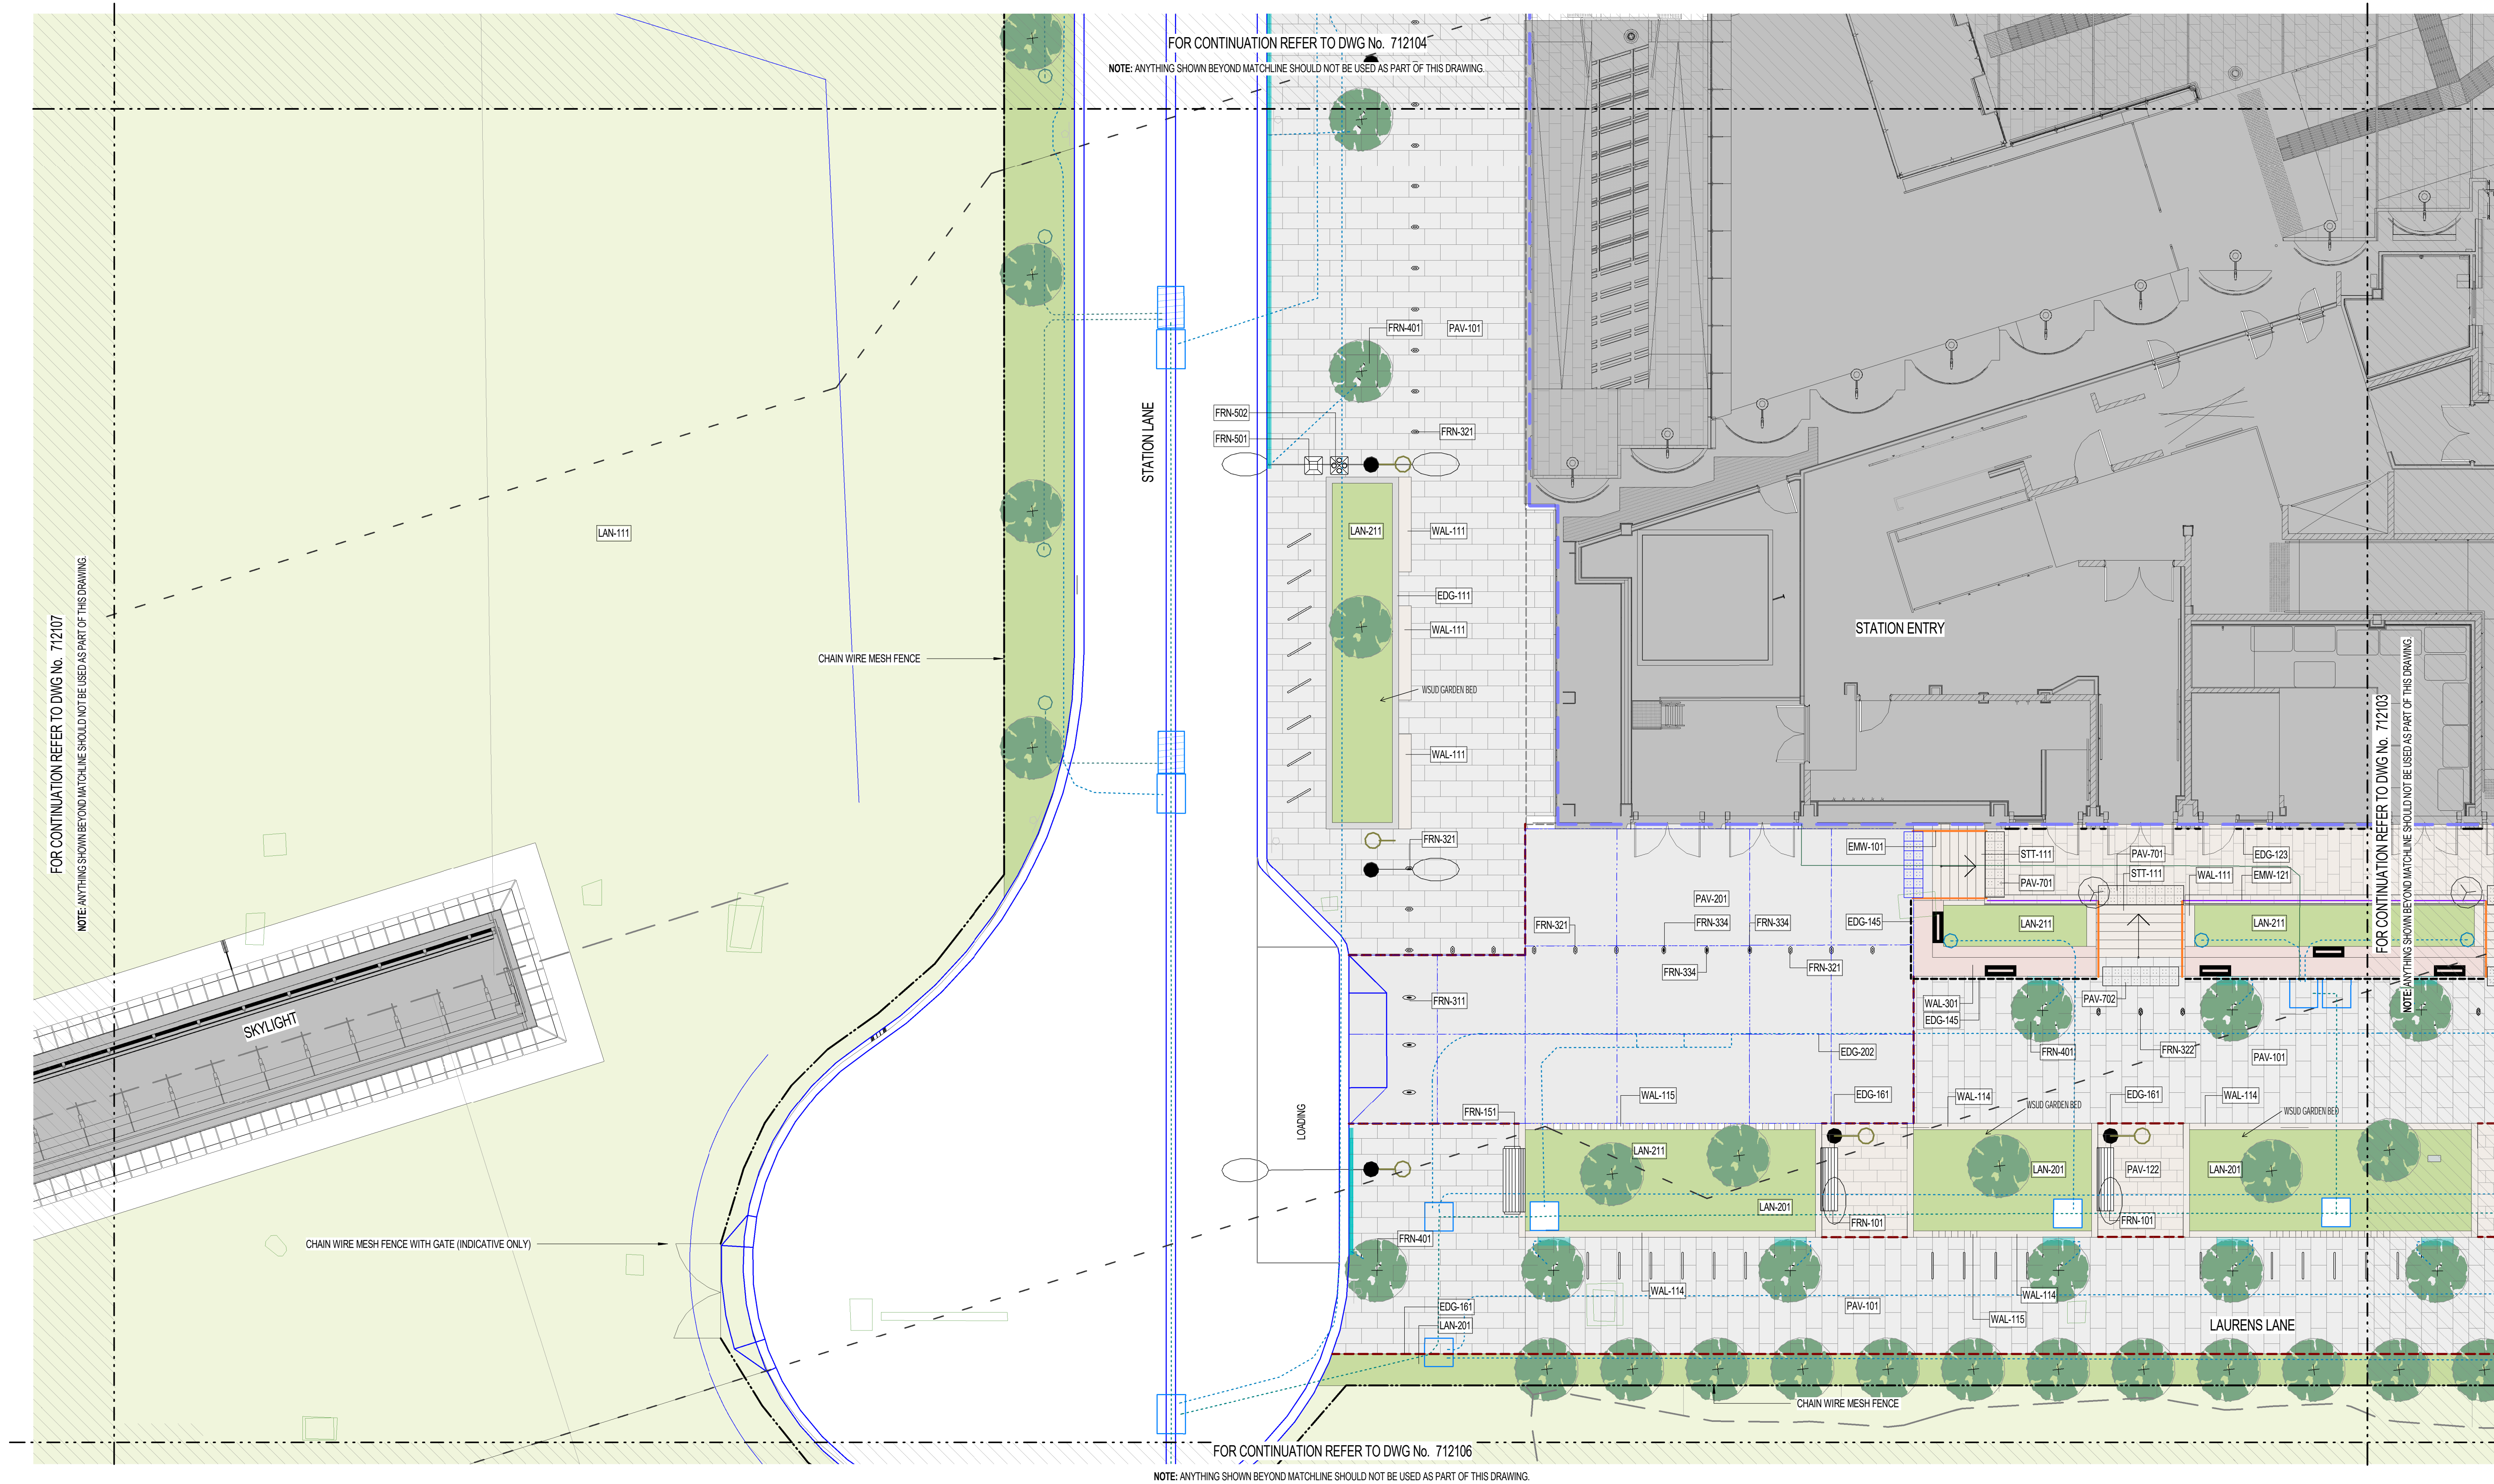 FOR CONTINUATION REFER TO DWG No. 712104
NOTE: ANYTHING SHOWN BEYOND MATCHLINE SHOULD NOT BE USED AS PART OF THIS DRAWING.
FRN-401
PAV-101
FRN-502
STATION LANE
FRN-501
FRN-321
LAN-111
LAN-211
WAL-111
EDG-111
WAL-111
STATION ENTRY
CHAIN WIRE MESH FENCE
WSUD GARDEN BED
WAL-111
FOR CONTINUATION REFER TO DWG No. 712107
NOTE: ANYTHING SHOWN BEYOND MATCHLINE SHOULD NOT BE USED AS PART OF THIS DRAWING.
FOR CONTINUATION REFER TO DWG No. 712103
NOTE: ANYTHING SHOWN BEYOND MATCHLINE SHOULD NOT BE USED AS PART OF THIS DRAWING.
FRN-321
EMW-101
STT-111
PAV-701
EDG-123
STT-111
WAL-111
EMW-121
PAV-701
PAV-201
FRN-321
FRN-334
FRN-334
EDG-145
LAN-211
LAN-211
FRN-334
FRN-321
FRN-311
WAL-301
PAV-702
EDG-145
SKYLIGHT
EDG-202
FRN-401
FRN-322
PAV-101
WAL-115
EDG-161
WAL-114
EDG-161
WAL-114
WSUD GARDEN BED
WSUD GARDEN BED
FRN-151
LOADING
LAN-211
LAN-201
PAV-122
LAN-201
LAN-201
FRN-101
FRN-101
FRN-401
CHAIN WIRE MESH FENCE WITH GATE (INDICATIVE ONLY)
WAL-114
WAL-114
EDG-161
PAV-101
LAN-201
WAL-115
LAURENS LANE
CHAIN WIRE MESH FENCE
FOR CONTINUATION REFER TO DWG No. 712106
NOTE: ANYTHING SHOWN BEYOND MATCHLINE SHOULD NOT BE USED AS PART OF THIS DRAWING.